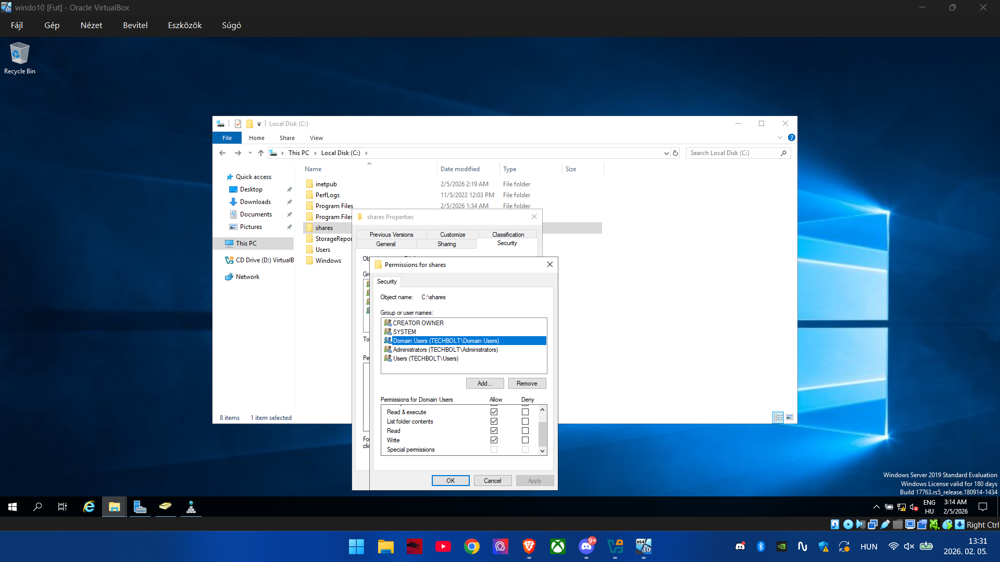 windo10 [Fut] - Oracle VirtualBox
Fájl Gép Nézet Bevitel Eszközök Súgó
Recycle Bin
Local Disk (C:)
File Home Share View
This PC Local Disk (C:) Search Local Disk (C:)
Name Date modified Type Size
Quick access
Desktop
Downloads
Documents
Pictures
This PC
CD Drive (D:) VirtualB
Network
inetpub 2/5/2026 2:19 AM File folder
PerfLogs 11/5/2022 12:03 PM File folder
Program Files 2/5/2026 1:34 AM File folder
Program Files
shares
StorageRepor
Users
Windows
8 items 1 item selected
shares Properties
Previous Versions Customize Classification
General Sharing Security
Ob
Gro
To
Pe
For
clic
Permissions for shares
Security
Object name: C:\shares
Group or user names:
CREATOR OWNER
SYSTEM
Domain Users (TECHBOLT\Domain Users)
Administrators (TECHBOLT\Administrators)
Users (TECHBOLT\Users)
Add... Remove
Permissions for Domain Users Allow Deny
Read & execute
List folder contents
Read
Write
Special permissions
OK Cancel Apply
Windows Server 2019 Standard Evaluation
Windows License valid for 180 days
Build 17763.rs5_release.180914-1434
ENG
HU
3:14 AM
2/5/2026
Right Ctrl
x64
10
9+
HUN
13:31
2026. 02. 05.